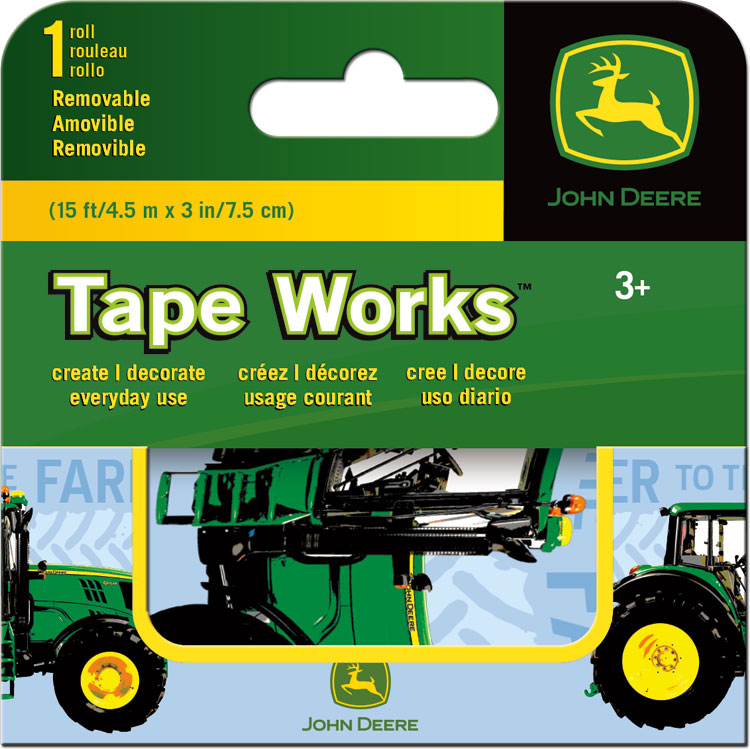 1 roll
rouleau
rollo
Removable
Amovible
Removible
JOHN DEERE
(15 ft/4.5 m x 3 in/7.5 cm)
Tape Works™
3+
create | decorate
everyday use
créez | décorez
usage courant
cree | decore
uso diario
E FAR
ER TO T
JOHN DEERE
JOHN DEERE